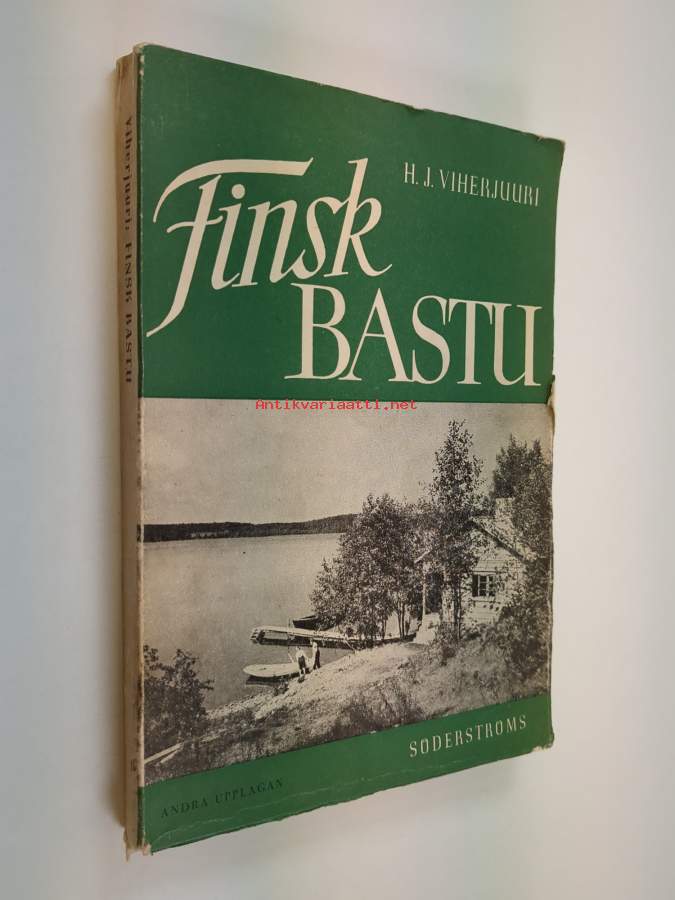 H. J. VIHERJUURI
Finsk
BASTU
Antikvariaatti.net
SÖDERSTRÖMS
ANDRA UPPLAGAN
Viherjuuri, FINSK BASTU